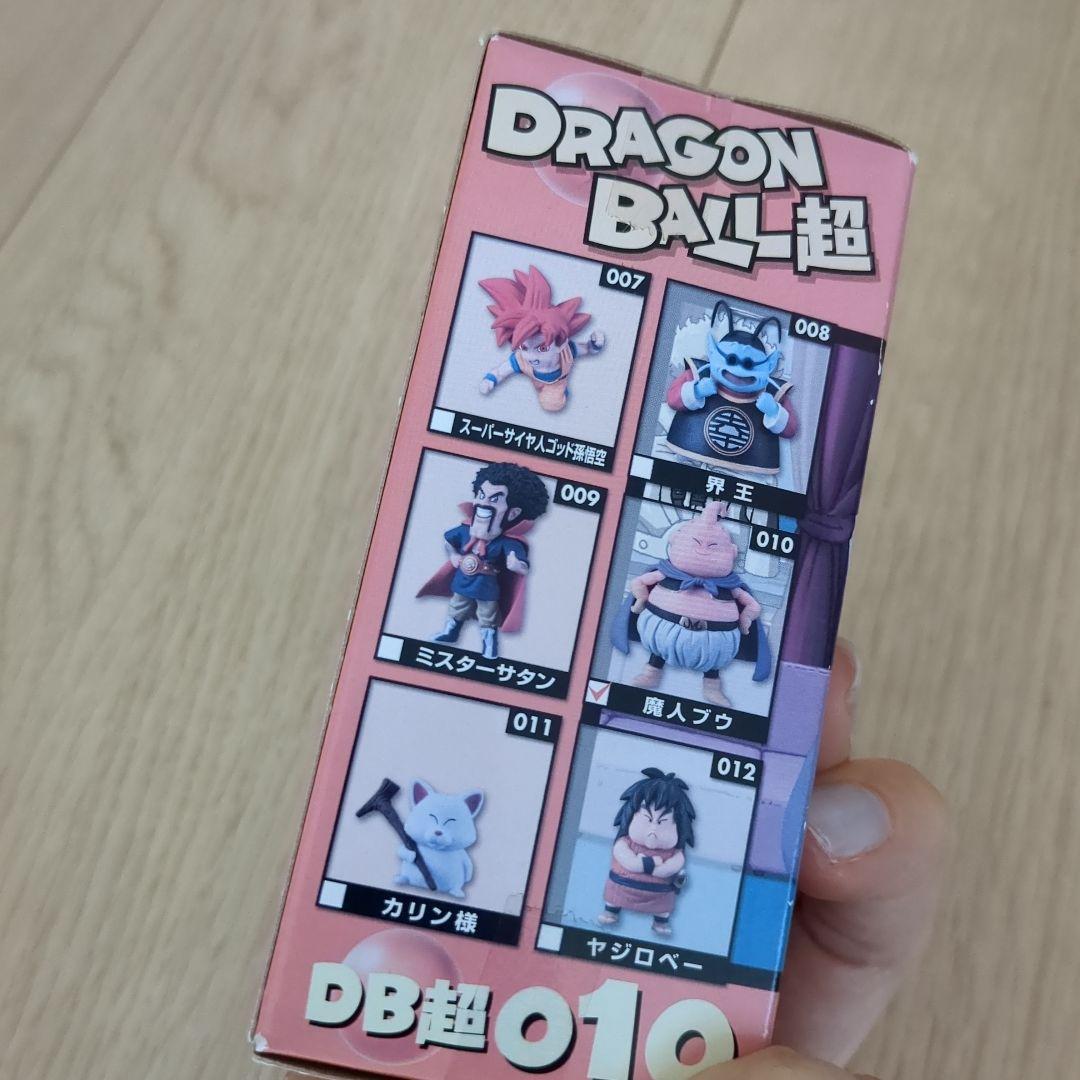 DRAGON
BALL超
007
スーパーサイヤ人ゴッド孫悟空
008
界王
009
ミスターサタン
010
魔人ブウ
011
カリン様
012
ヤジロベー
DB超010